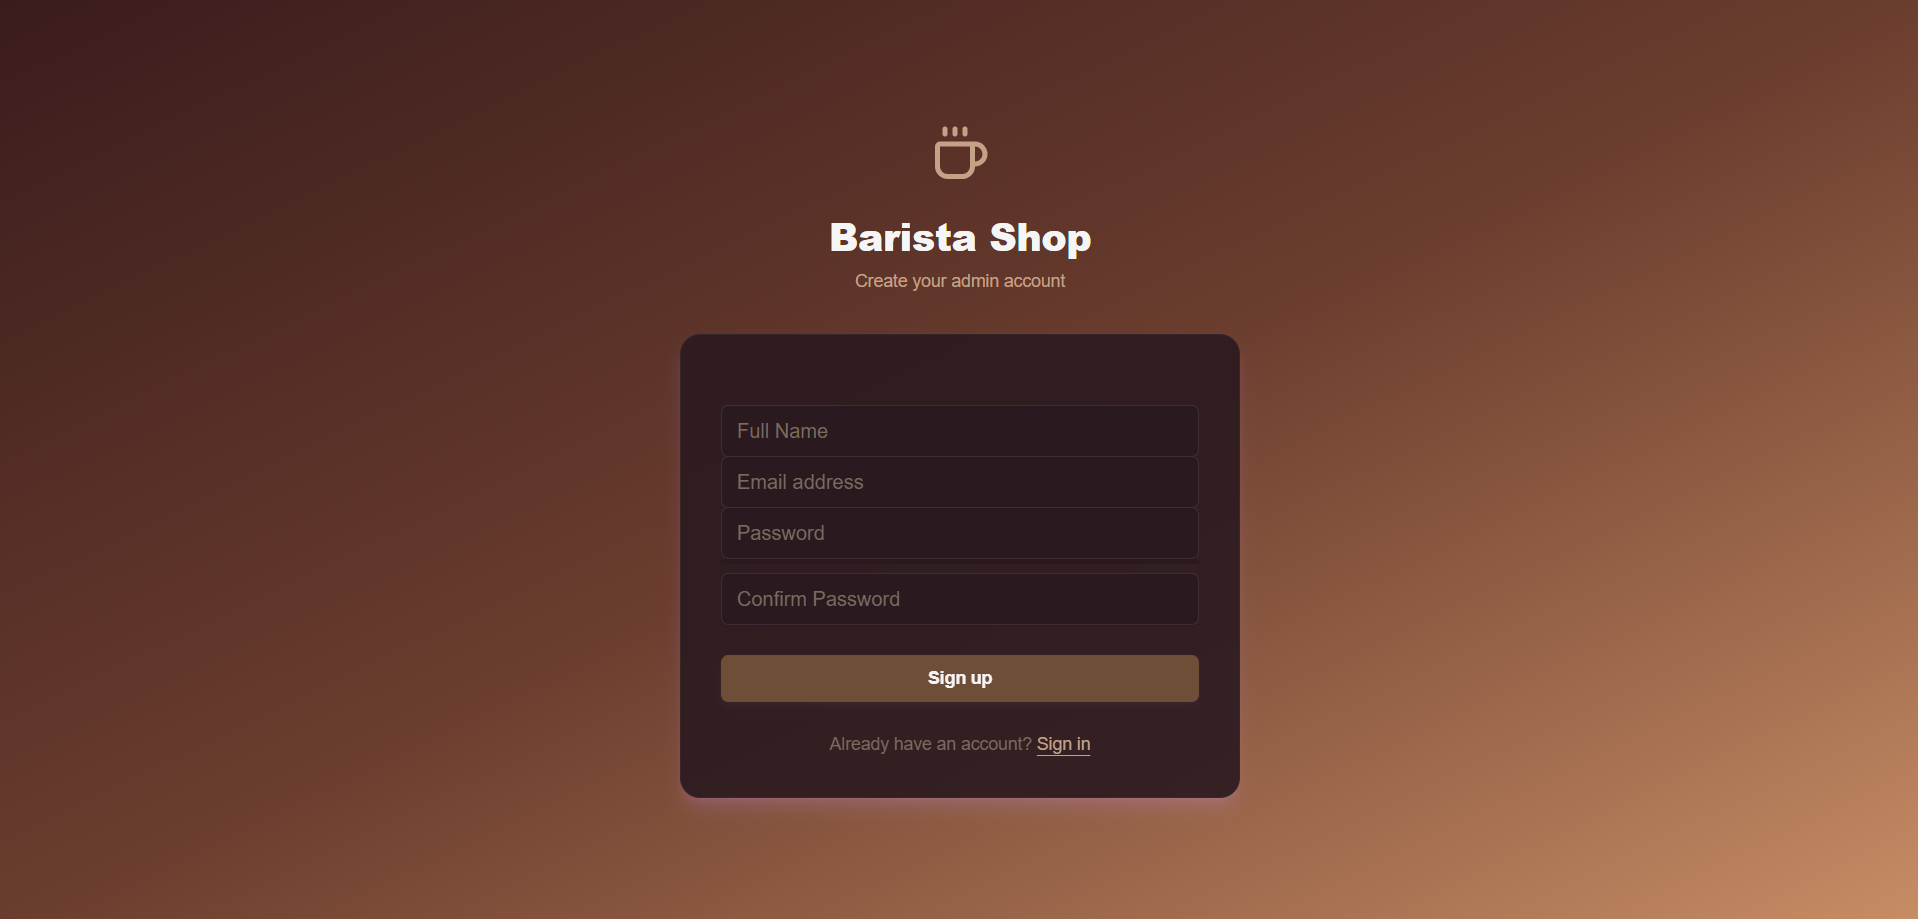 Barista Shop
Create your admin account
Full Name
Email address
Password
Confirm Password
Sign up
Already have an account? Sign in